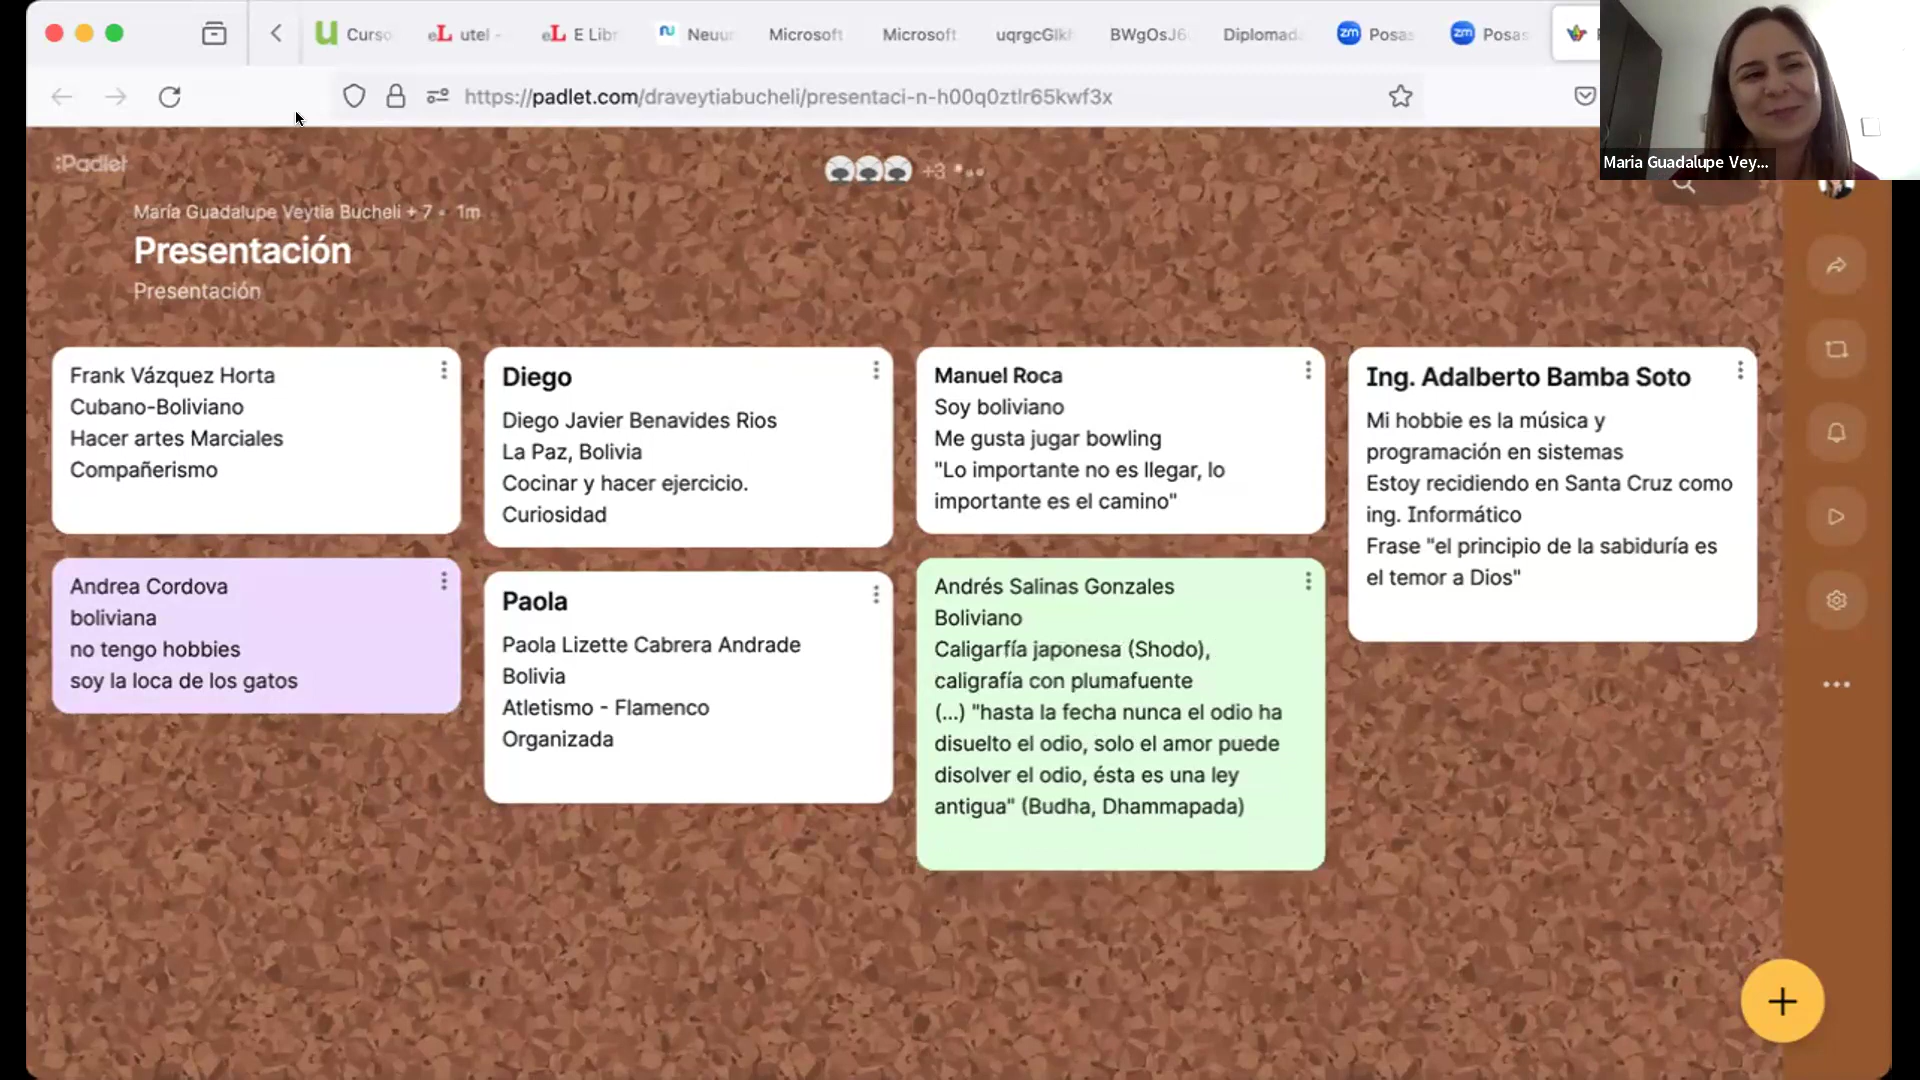 Curso
utel -
E Libr
Neuur
Microsoft
Microsoft
uqrgcGlkh
BWgOsJ6
Diplomad
zm Posas
zm Posas
https://padlet.com/draveytiabucheli/presentaci-n-h00q0ztlr65kwf3x
Maria Guadalupe Vey...
:Padlet
+3
María Guadalupe Veytia Bucheli + 7 • 1m
Presentación
Presentación
Frank Vázquez Horta
Cubano-Boliviano
Hacer artes Marciales
Compañerismo
Diego
Diego Javier Benavides Rios
La Paz, Bolivia
Cocinar y hacer ejercicio.
Curiosidad
Manuel Roca
Soy boliviano
Me gusta jugar bowling
"Lo importante no es llegar, lo
importante es el camino"
Ing. Adalberto Bamba Soto
Mi hobbie es la música y
programación en sistemas
Estoy recidiendo en Santa Cruz como
ing. Informático
Frase "el principio de la sabiduría es
el temor a Dios"
Andrea Cordova
boliviana
no tengo hobbies
soy la loca de los gatos
Paola
Paola Lizette Cabrera Andrade
Bolivia
Atletismo - Flamenco
Organizada
Andrés Salinas Gonzales
Boliviano
Caligarfía japonesa (Shodo),
caligrafía con plumafuente
(...) "hasta la fecha nunca el odio ha
disuelto el odio, solo el amor puede
disolver el odio, ésta es una ley
antigua" (Budha, Dhammapada)